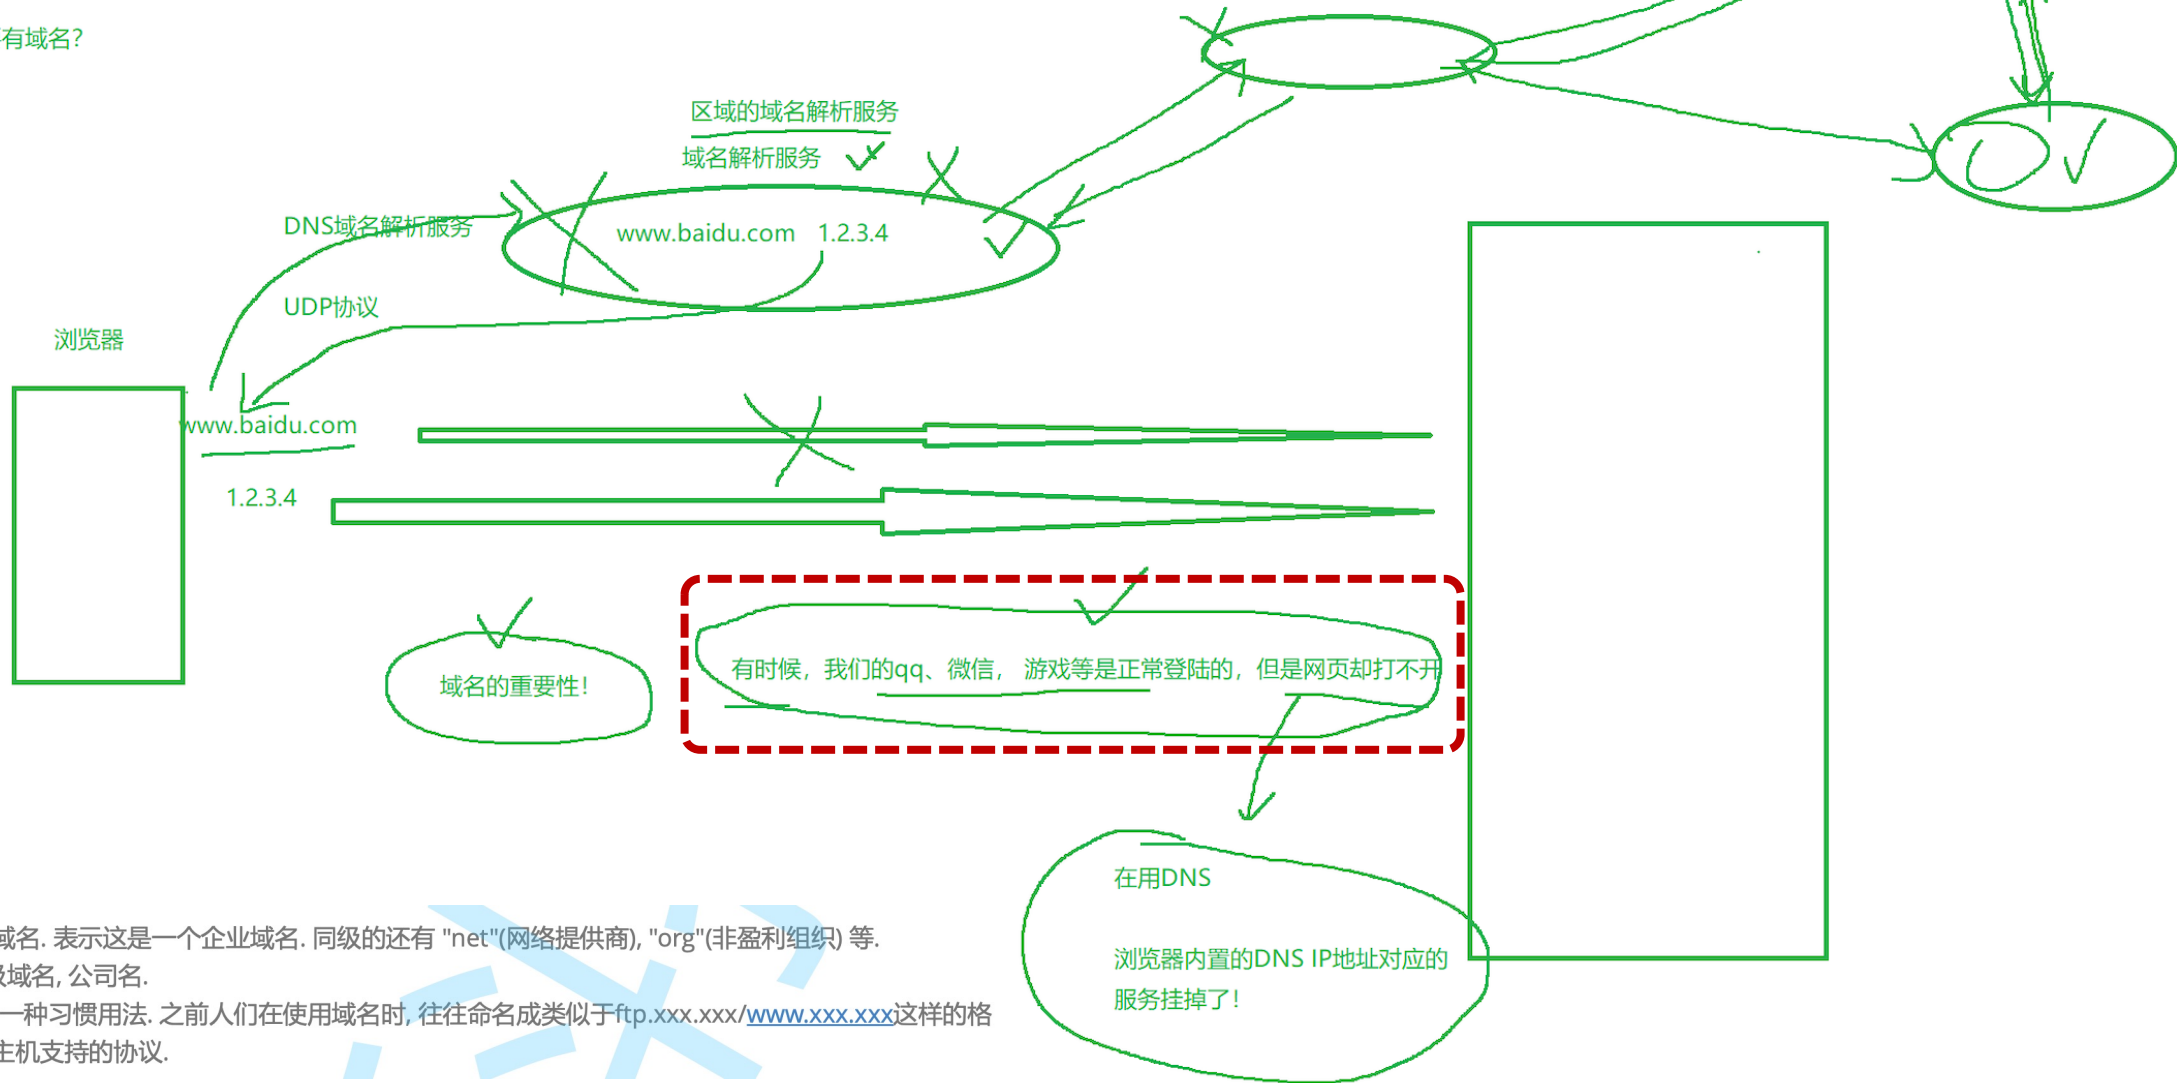 有域名?
区域的域名解析服务
域名解析服务
DNS域名解析服务
www.baidu.com 1.2.3.4
UDP协议
浏览器
www.baidu.com
1.2.3.4
域名的重要性!
有时候，我们的qq、微信， 游戏等是正常登陆的，但是网页却打不开
在用DNS
浏览器内置的DNS IP地址对应的
服务挂掉了!
域名. 表示这是一个企业域名. 同级的还有 "net"(网络提供商), "org"(非盈利组织) 等.
级域名, 公司名.
一种习惯用法. 之前人们在使用域名时, 往往命名成类似于ftp.xxx.xxx/www.xxx.xxx这样的格
主机支持的协议.